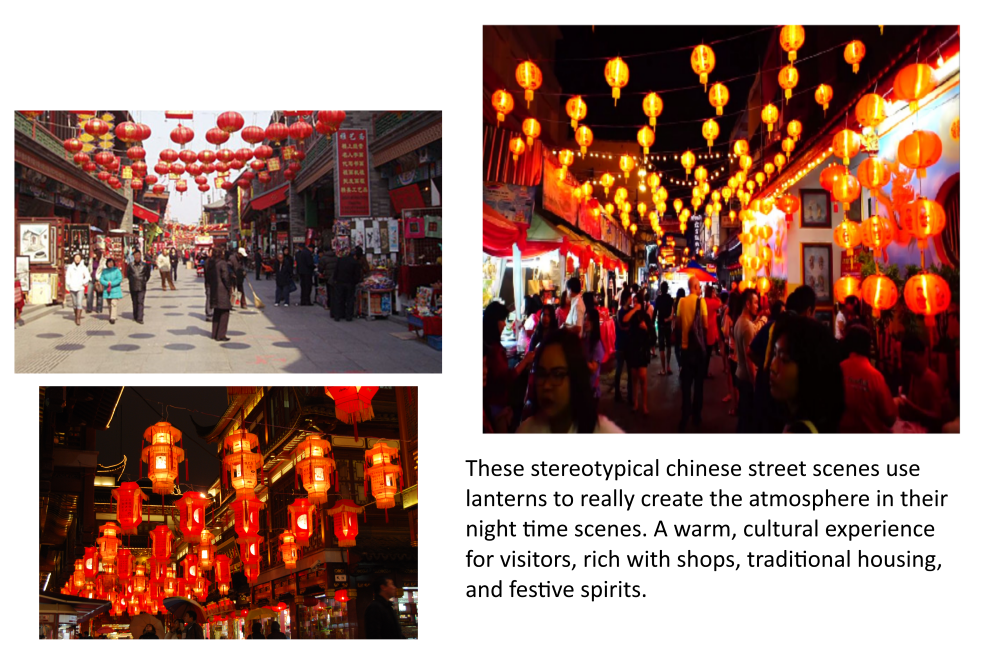 These stereotypical chinese street scenes use
lanterns to really create the atmosphere in their
night time scenes. A warm, cultural experience
for visitors, rich with shops, traditional housing,
and festive spirits.